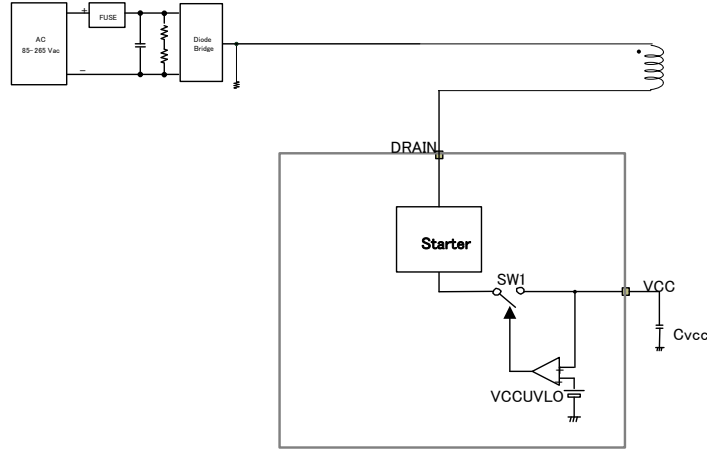 AC
85-265 Vac
+
-
FUSE
Diode
Bridge
DRAIN
Starter
SW1
VCC
Cvcc
+
-
VCCUVLO